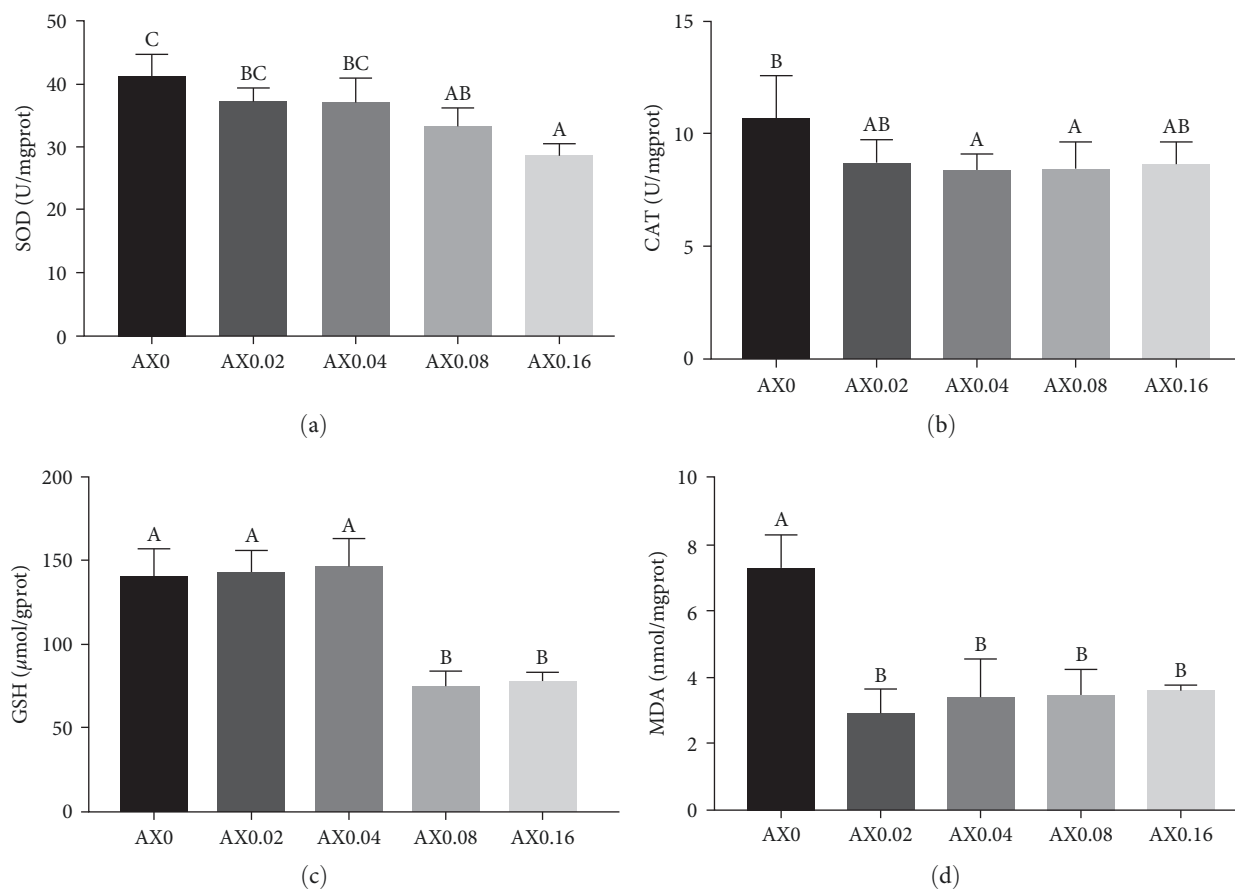 SOD (U/mgprot)
50
40
30
20
10
0
C
BC
BC
AB
A
AX0
AX0.02
AX0.04
AX0.08
AX0.16
(a)
CAT (U/mgprot)
15
10
5
0
B
AB
A
A
AB
AX0
AX0.02
AX0.04
AX0.08
AX0.16
(b)
GSH (μmol/gprot)
200
150
100
50
0
A
A
A
B
B
AX0
AX0.02
AX0.04
AX0.08
AX0.16
(c)
MDA (nmol/mgprot)
10
8
6
4
2
0
A
B
B
B
B
AX0
AX0.02
AX0.04
AX0.08
AX0.16
(d)